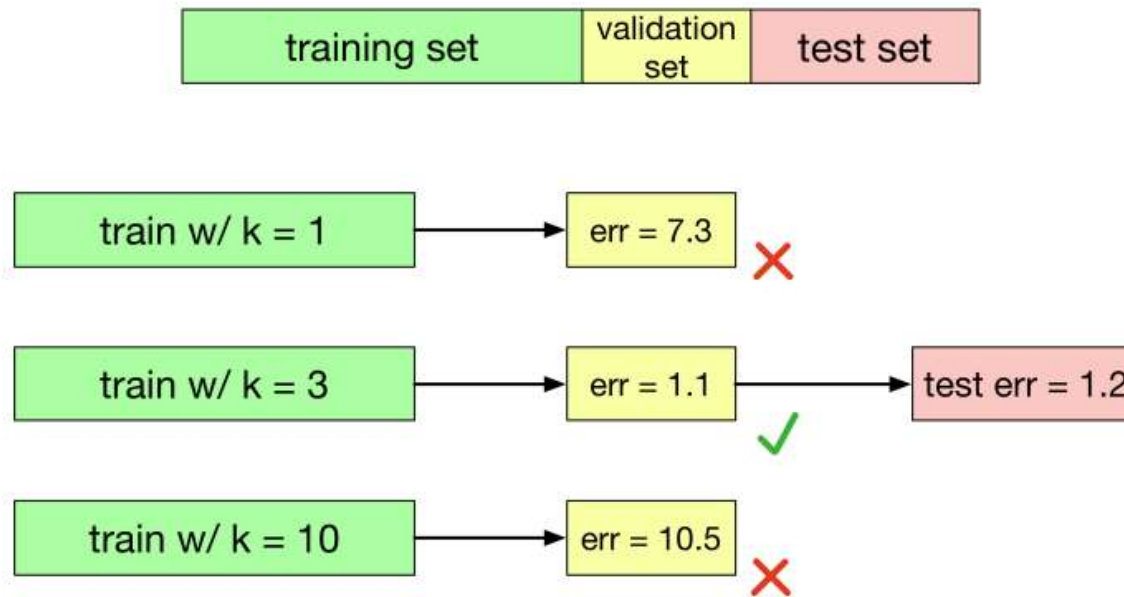 training set
validation
set
test set
train w/ k = 1
err = 7.3
train w/ k = 3
err = 1.1
test err = 1.2
train w/ k = 10
err = 10.5